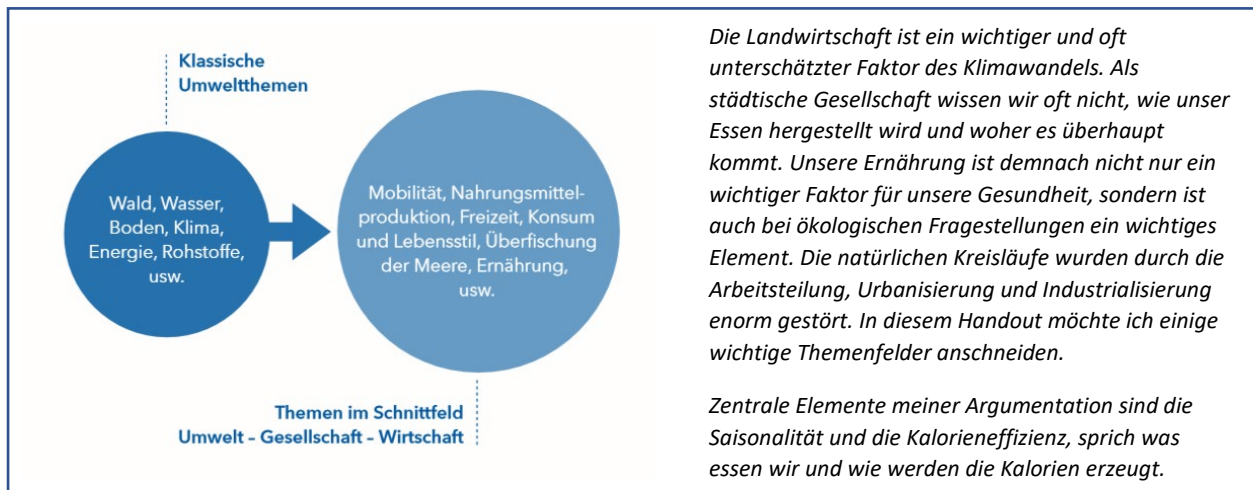 Klassische
Umweltthemen
Wald, Wasser,
Boden, Klima,
Energie, Rohstoffe,
usw.
Mobilität, Nahrungsmittel-
produktion, Freizeit, Konsum
und Lebensstil, Überfischung
der Meere, Ernährung,
usw.
Themen im Schnittfeld
Umwelt – Gesellschaft – Wirtschaft
Die Landwirtschaft ist ein wichtiger und oft
unterschätzter Faktor des Klimawandels. Als
städtische Gesellschaft wissen wir oft nicht, wie unser
Essen hergestellt wird und woher es überhaupt
kommt. Unsere Ernährung ist demnach nicht nur ein
wichtiger Faktor für unsere Gesundheit, sondern ist
auch bei ökologischen Fragestellungen ein wichtiges
Element. Die natürlichen Kreisläufe wurden durch die
Arbeitsteilung, Urbanisierung und Industrialisierung
enorm gestört. In diesem Handout möchte ich einige
wichtige Themenfelder anschneiden.
Zentrale Elemente meiner Argumentation sind die
Saisonalität und die Kalorieneffizienz, sprich was
essen wir und wie werden die Kalorien erzeugt.